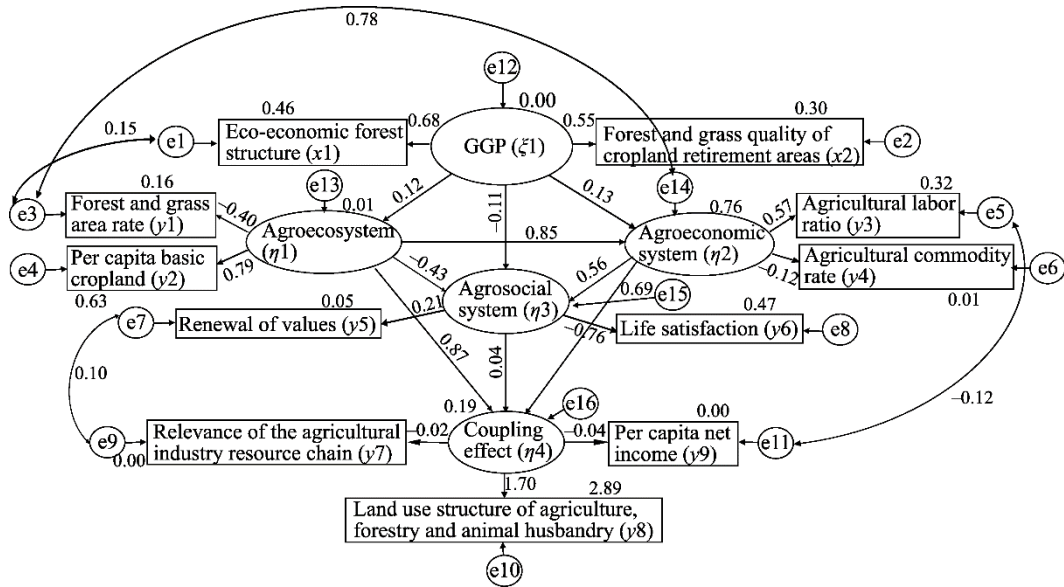 0.78
e12
0.00
0.46
0.68
0.55
0.30
0.15
e1
Eco-economic forest
structure (x1)
GGP (ξ1)
Forest and grass quality of
cropland retirement areas (x2)
e2
0.16
e13
0.01
0.12
–0.11
0.13
e14
0.76
0.32
e3
Forest and grass
area rate (y1)
–0.40
Agroecosystem
(η1)
0.85
Agroeconomic
system (η2)
0.57
Agricultural labor
ratio (y3)
e5
e4
Per capita basic
cropland (y2)
0.79
–0.43
0.56
–0.12
Agricultural commodity
rate (y4)
e6
0.63
0.05
0.21
Agrosocial
system (η3)
e15
0.69
0.47
0.01
e7
Renewal of values (y5)
–0.76
Life satisfaction (y6)
e8
0.10
0.87
0.04
–0.12
0.19
e16
0.00
e9
0.00
Relevance of the agricultural
industry resource chain (y7)
–0.02
Coupling
effect (η4)
–0.04
Per capita net
income (y9)
e11
1.70
2.89
Land use structure of agriculture,
forestry and animal husbandry (y8)
e10